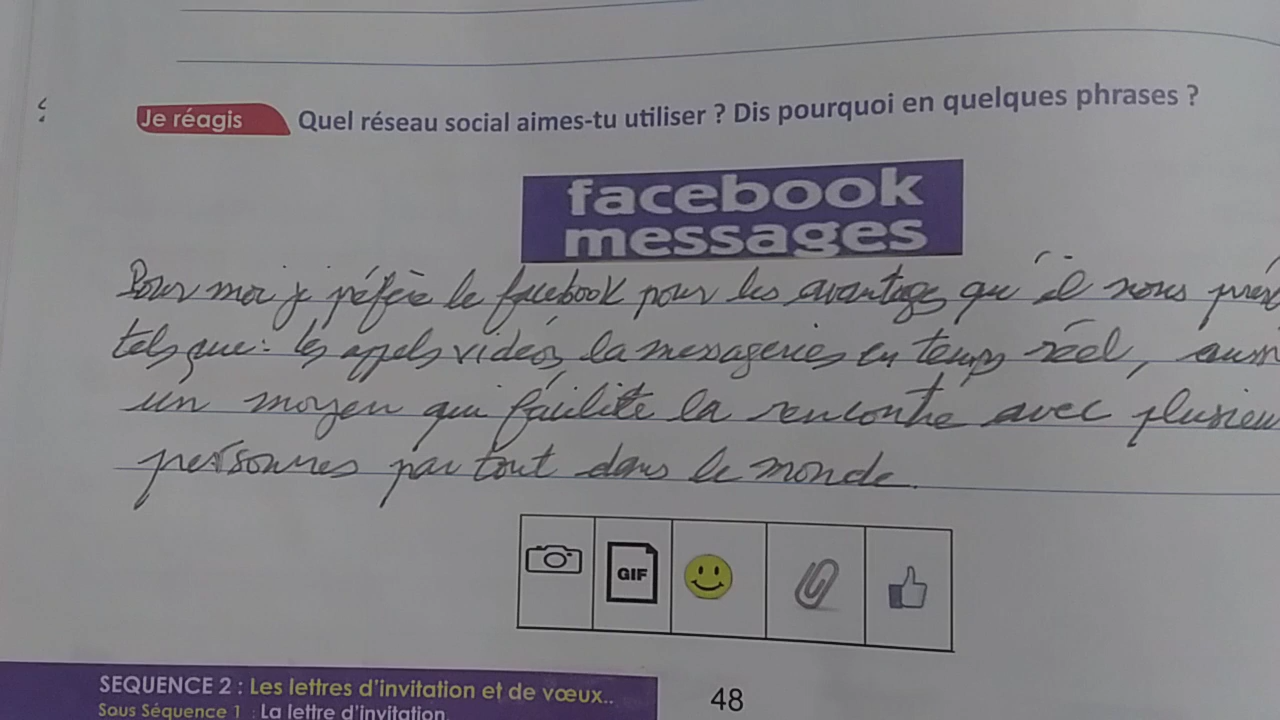 Je réagis Quel réseau social aimes-tu utiliser ? Dis pourquoi en quelques phrases ?
facebook
messages
Pour moi je préfère le facebook pour les avantages qu'il nous
tels que : les appels vidéos, la messageries en temps réel,
un moyen qui facilite la rencontre avec
personnes par tout dans le monde.
GIF
SEQUENCE 2 : Les lettres d'invitation et de vœux..
48
Sous Séquence 1 : La lettre d'invitation